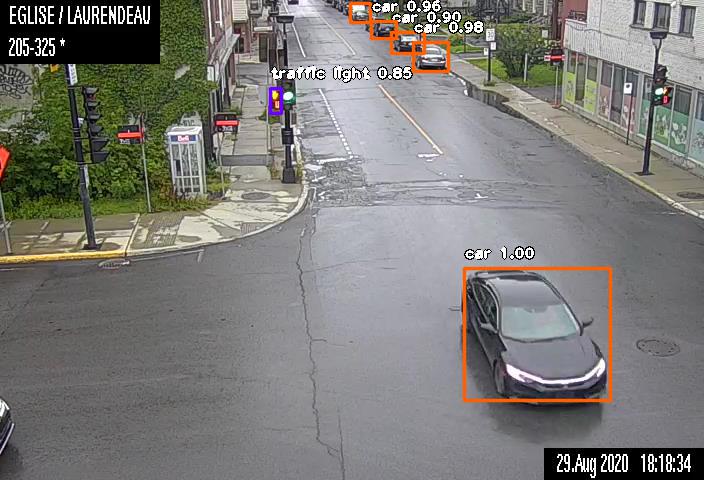 EGLISE / LAURENDEAU
205-325 *
car 0.96
car 0.90
car 0.98
traffic light 0.85
car 1.00
29.Aug 2020 18:18:34